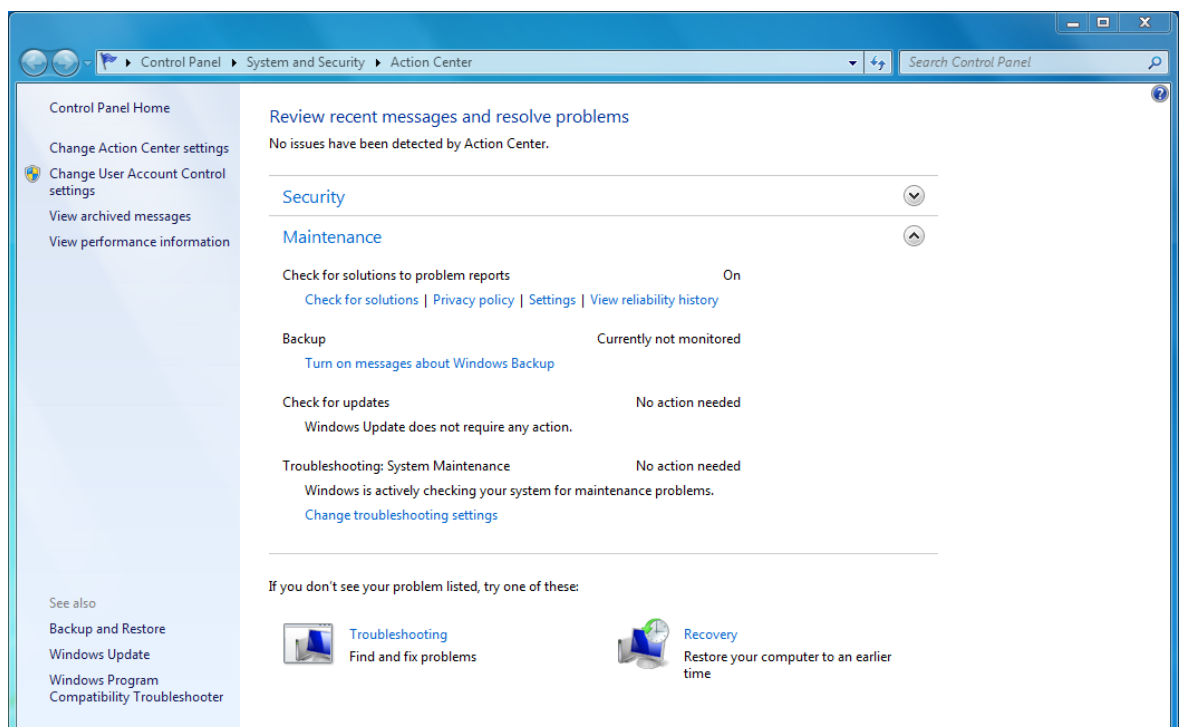 Control Panel ▸ System and Security ▸ Action Center
Search Control Panel
Control Panel Home
Change Action Center settings
Change User Account Control
settings
View archived messages
View performance information
See also
Backup and Restore
Windows Update
Windows Program
Compatibility Troubleshooter
Review recent messages and resolve problems
No issues have been detected by Action Center.
Security
Maintenance
Check for solutions to problem reports On
Check for solutions | Privacy policy | Settings | View reliability history
Backup Currently not monitored
Turn on messages about Windows Backup
Check for updates No action needed
Windows Update does not require any action.
Troubleshooting: System Maintenance No action needed
Windows is actively checking your system for maintenance problems.
Change troubleshooting settings
If you don't see your problem listed, try one of these:
Troubleshooting
Find and fix problems
Recovery
Restore your computer to an earlier
time